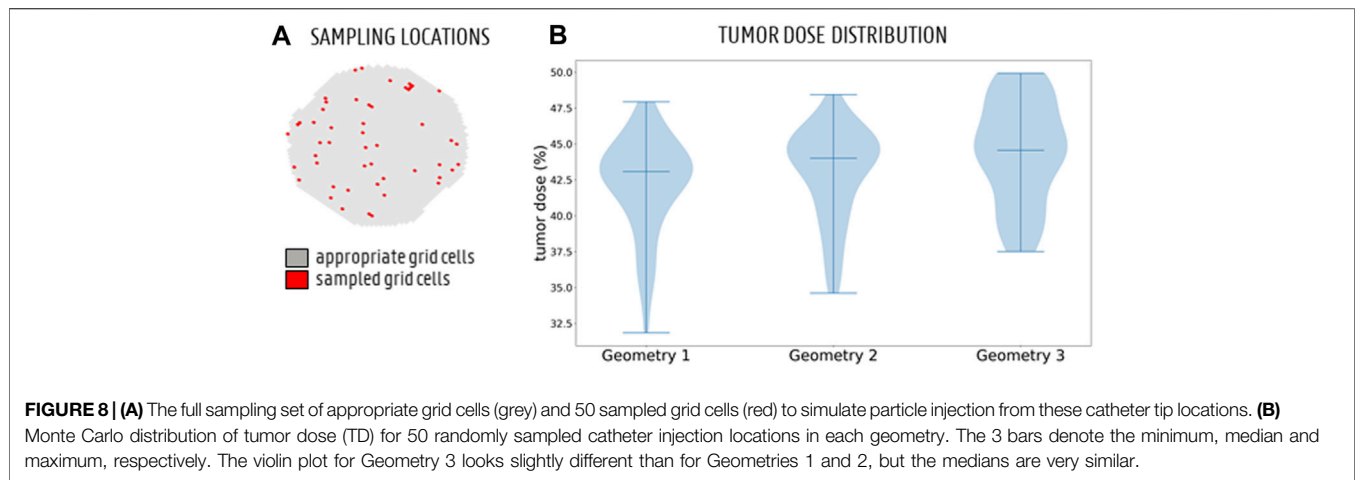 A SAMPLING LOCATIONS
appropriate grid cells
sampled grid cells
B TUMOR DOSE DISTRIBUTION
tumor dose (%)
50.0
47.5
45.0
42.5
40.0
37.5
35.0
32.5
Geometry 1 Geometry 2 Geometry 3
FIGURE 8 | (A) The full sampling set of appropriate grid cells (grey) and 50 sampled grid cells (red) to simulate particle injection from these catheter tip locations. (B)
Monte Carlo distribution of tumor dose (TD) for 50 randomly sampled catheter injection locations in each geometry. The 3 bars denote the minimum, median and
maximum, respectively. The violin plot for Geometry 3 looks slightly different than for Geometries 1 and 2, but the medians are very similar.